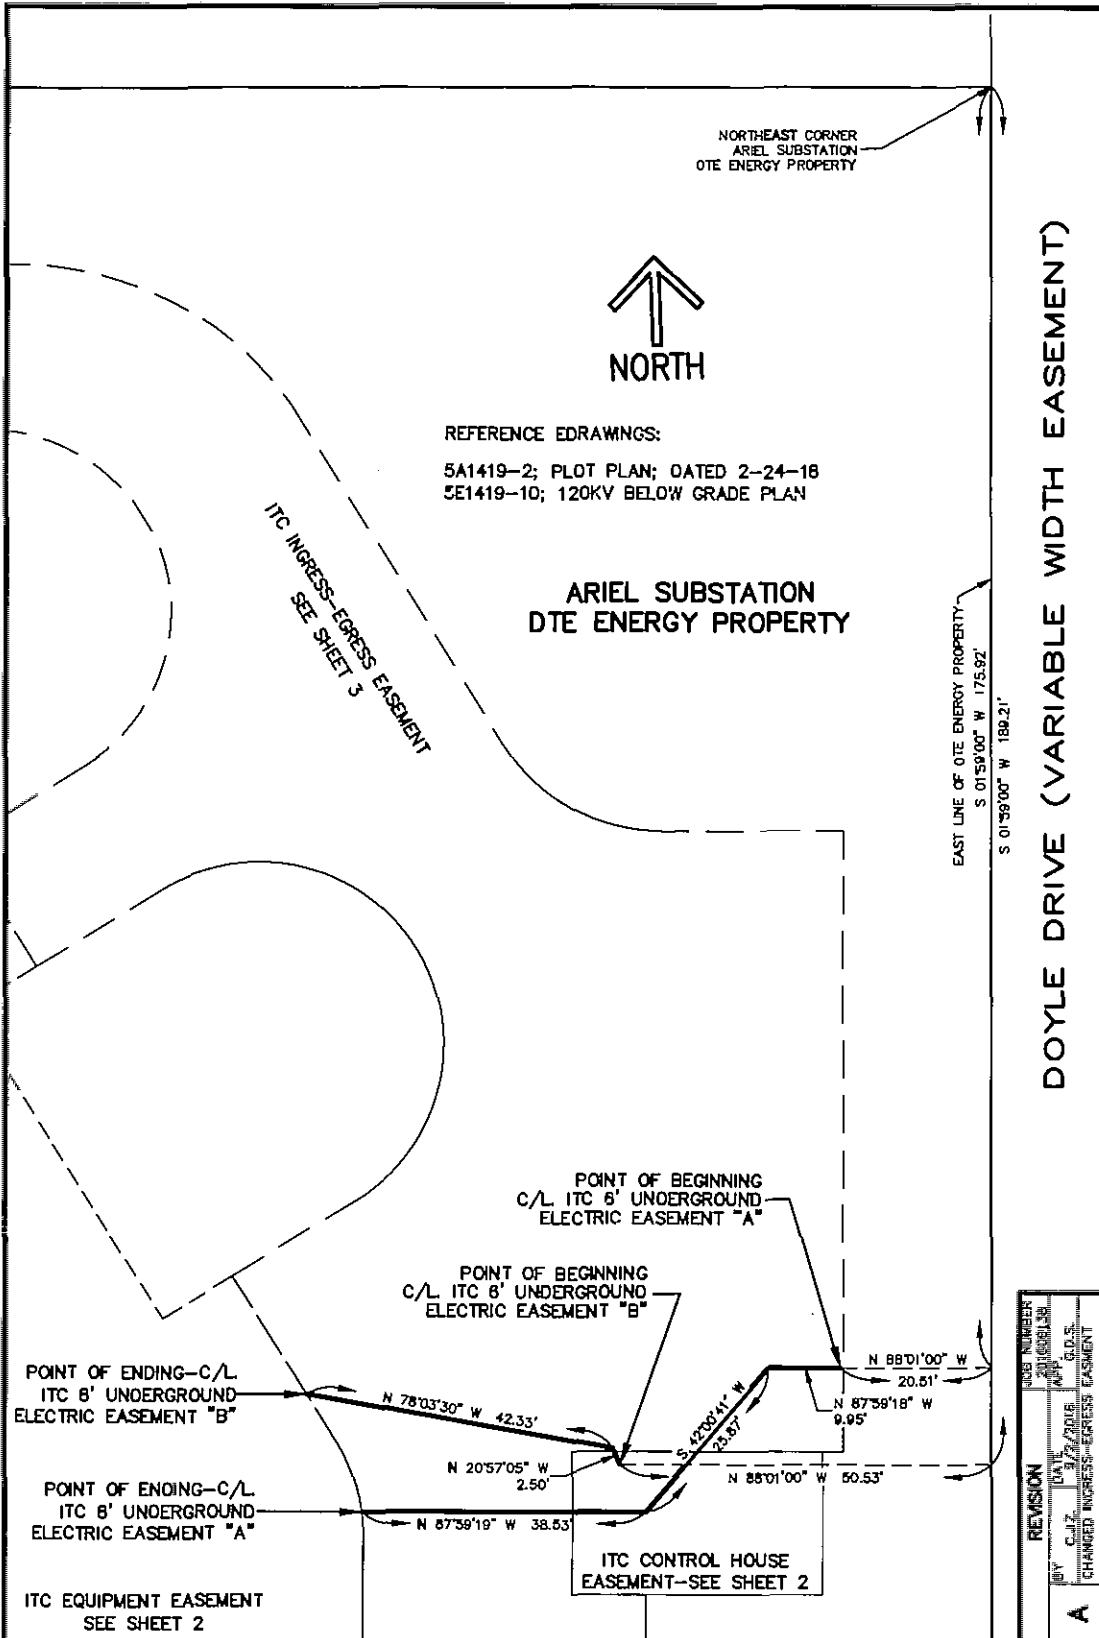 NORTHEAST CORNER
ARIEL SUBSTATION
OTE ENERGY PROPERTY
NORTH
REFERENCE EDRAWINGS:
5A1419-2; PLOT PLAN; OATED 2-24-16
5E1419-10; 120KV BELOW GRADE PLAN
ITC INGRESS-EGRESS EASEMENT
SEE SHEET 3
ARIEL SUBSTATION
DTE ENERGY PROPERTY
EAST LINE OF OTE ENERGY PROPERTY
S 01°59'00" W 175.92'
S 01°59'00" W 189.21'
DOYLE DRIVE (VARIABLE WIDTH EASEMENT)
POINT OF BEGINNING
C/L ITC 6' UNDERGROUND
ELECTRIC EASEMENT "A"
POINT OF BEGINNING
C/L ITC 6' UNDERGROUND
ELECTRIC EASEMENT "B"
POINT OF ENDING-C/L
ITC 6' UNDERGROUND
ELECTRIC EASEMENT "B"
N 78°03'30" W 42.33'
S 42°00'41" W
25.87'
N 88°01'00" W
20.51'
N 87°59'19" W
9.95'
N 20°57'05" W
2.50'
N 88°01'00" W 50.53'
POINT OF ENOING-C/L
ITC 6' UNDERGROUND
ELECTRIC EASEMENT "A"
N 87°59'19" W 38.53'
ITC CONTROL HOUSE
EASEMENT-SEE SHEET 2
ITC EQUIPMENT EASEMENT
SEE SHEET 2
REVISION
JOB NUMBER
BY
DATE
APP.
G.D.S.
CHANGED INGRESS-EGRESS EASMENT
A